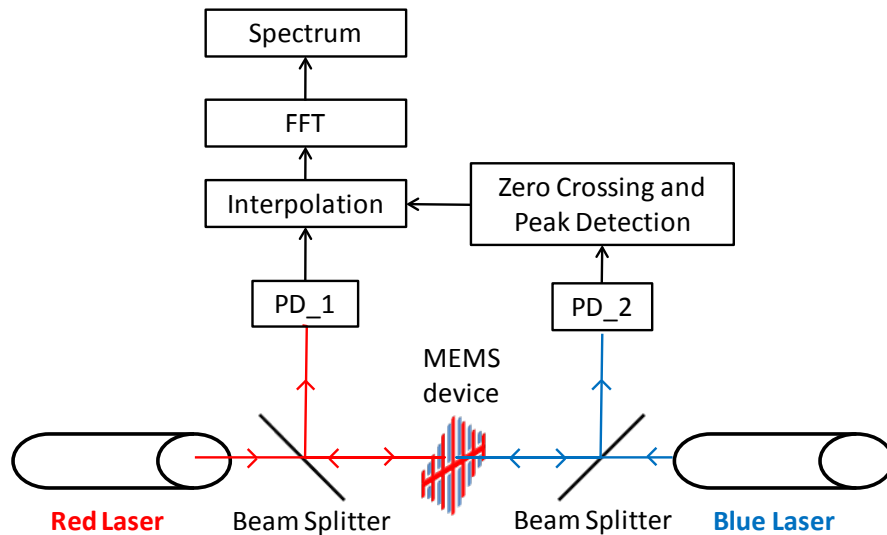 Spectrum
FFT
Interpolation
Zero Crossing and
Peak Detection
PD_1
PD_2
MEMS
device
Red Laser
Beam Splitter
Beam Splitter
Blue Laser